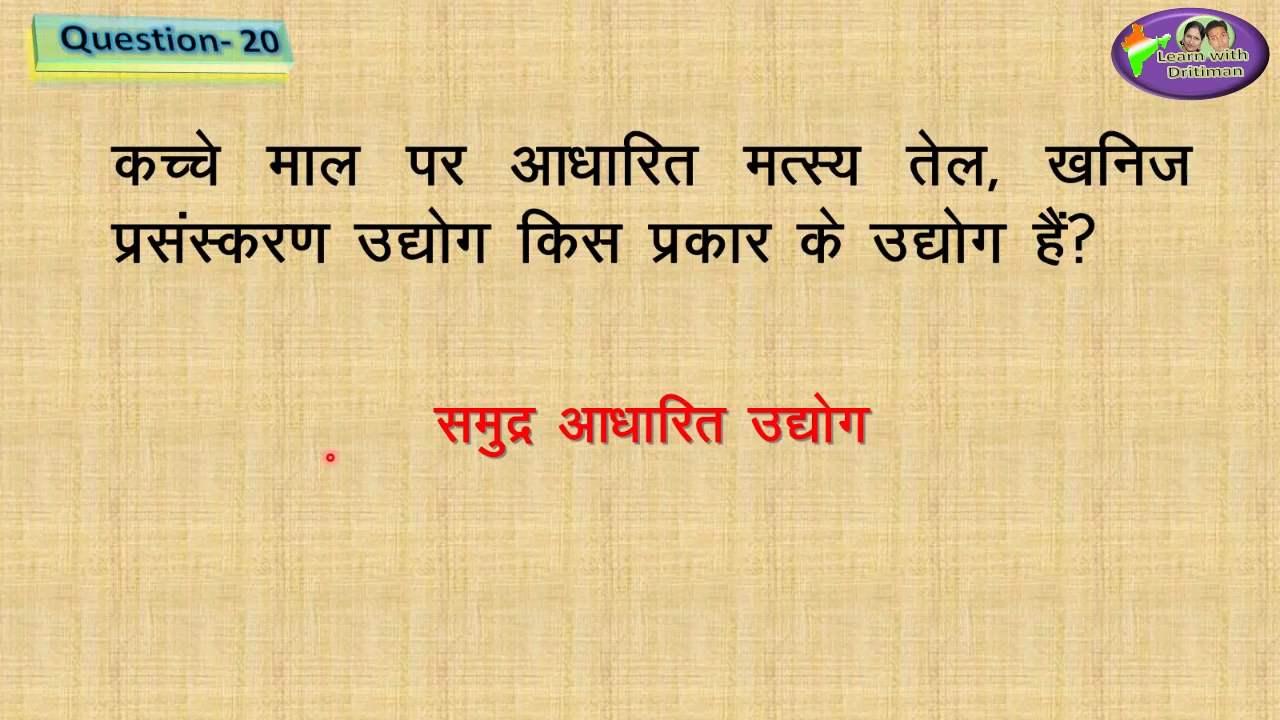 Question- 20
Learn with
Dritiman
कच्चे माल पर आधारित मत्स्य तेल, खनिज
प्रसंस्करण उद्योग किस प्रकार के उद्योग हैं?
समुद्र आधारित उद्योग